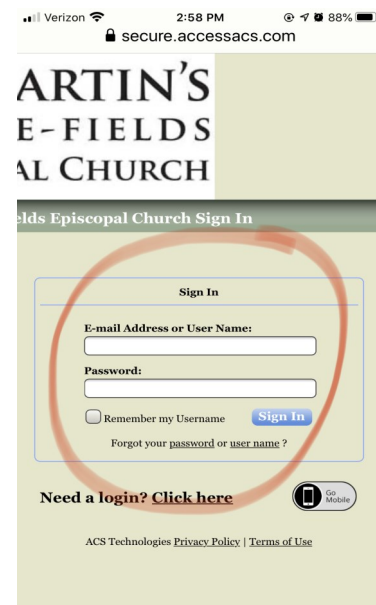 Verizon 2:58 PM 88%
secure.accessacs.com
ARTIN'S
E-FIELDS
AL CHURCH
elds Episcopal Church Sign In
Sign In
E-mail Address or User Name:
Password:
Remember my Username Sign In
Forgot your password or user name ?
Need a login? Click here
Go
Mobile
ACS Technologies Privacy Policy | Terms of Use